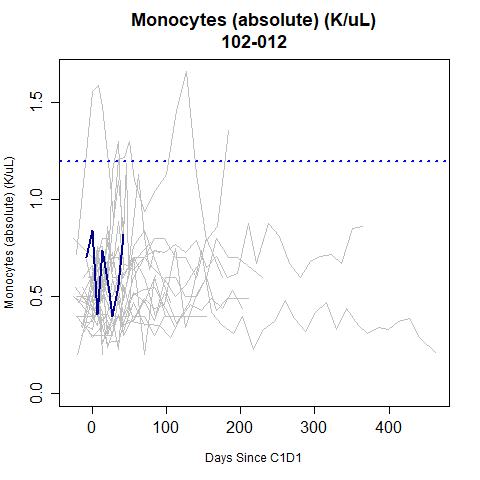 Monocytes (absolute) (K/uL)
102-012
Monocytes (absolute) (K/uL)
1.5
1.0
0.5
0.0
0 100 200 300 400
Days Since C1D1